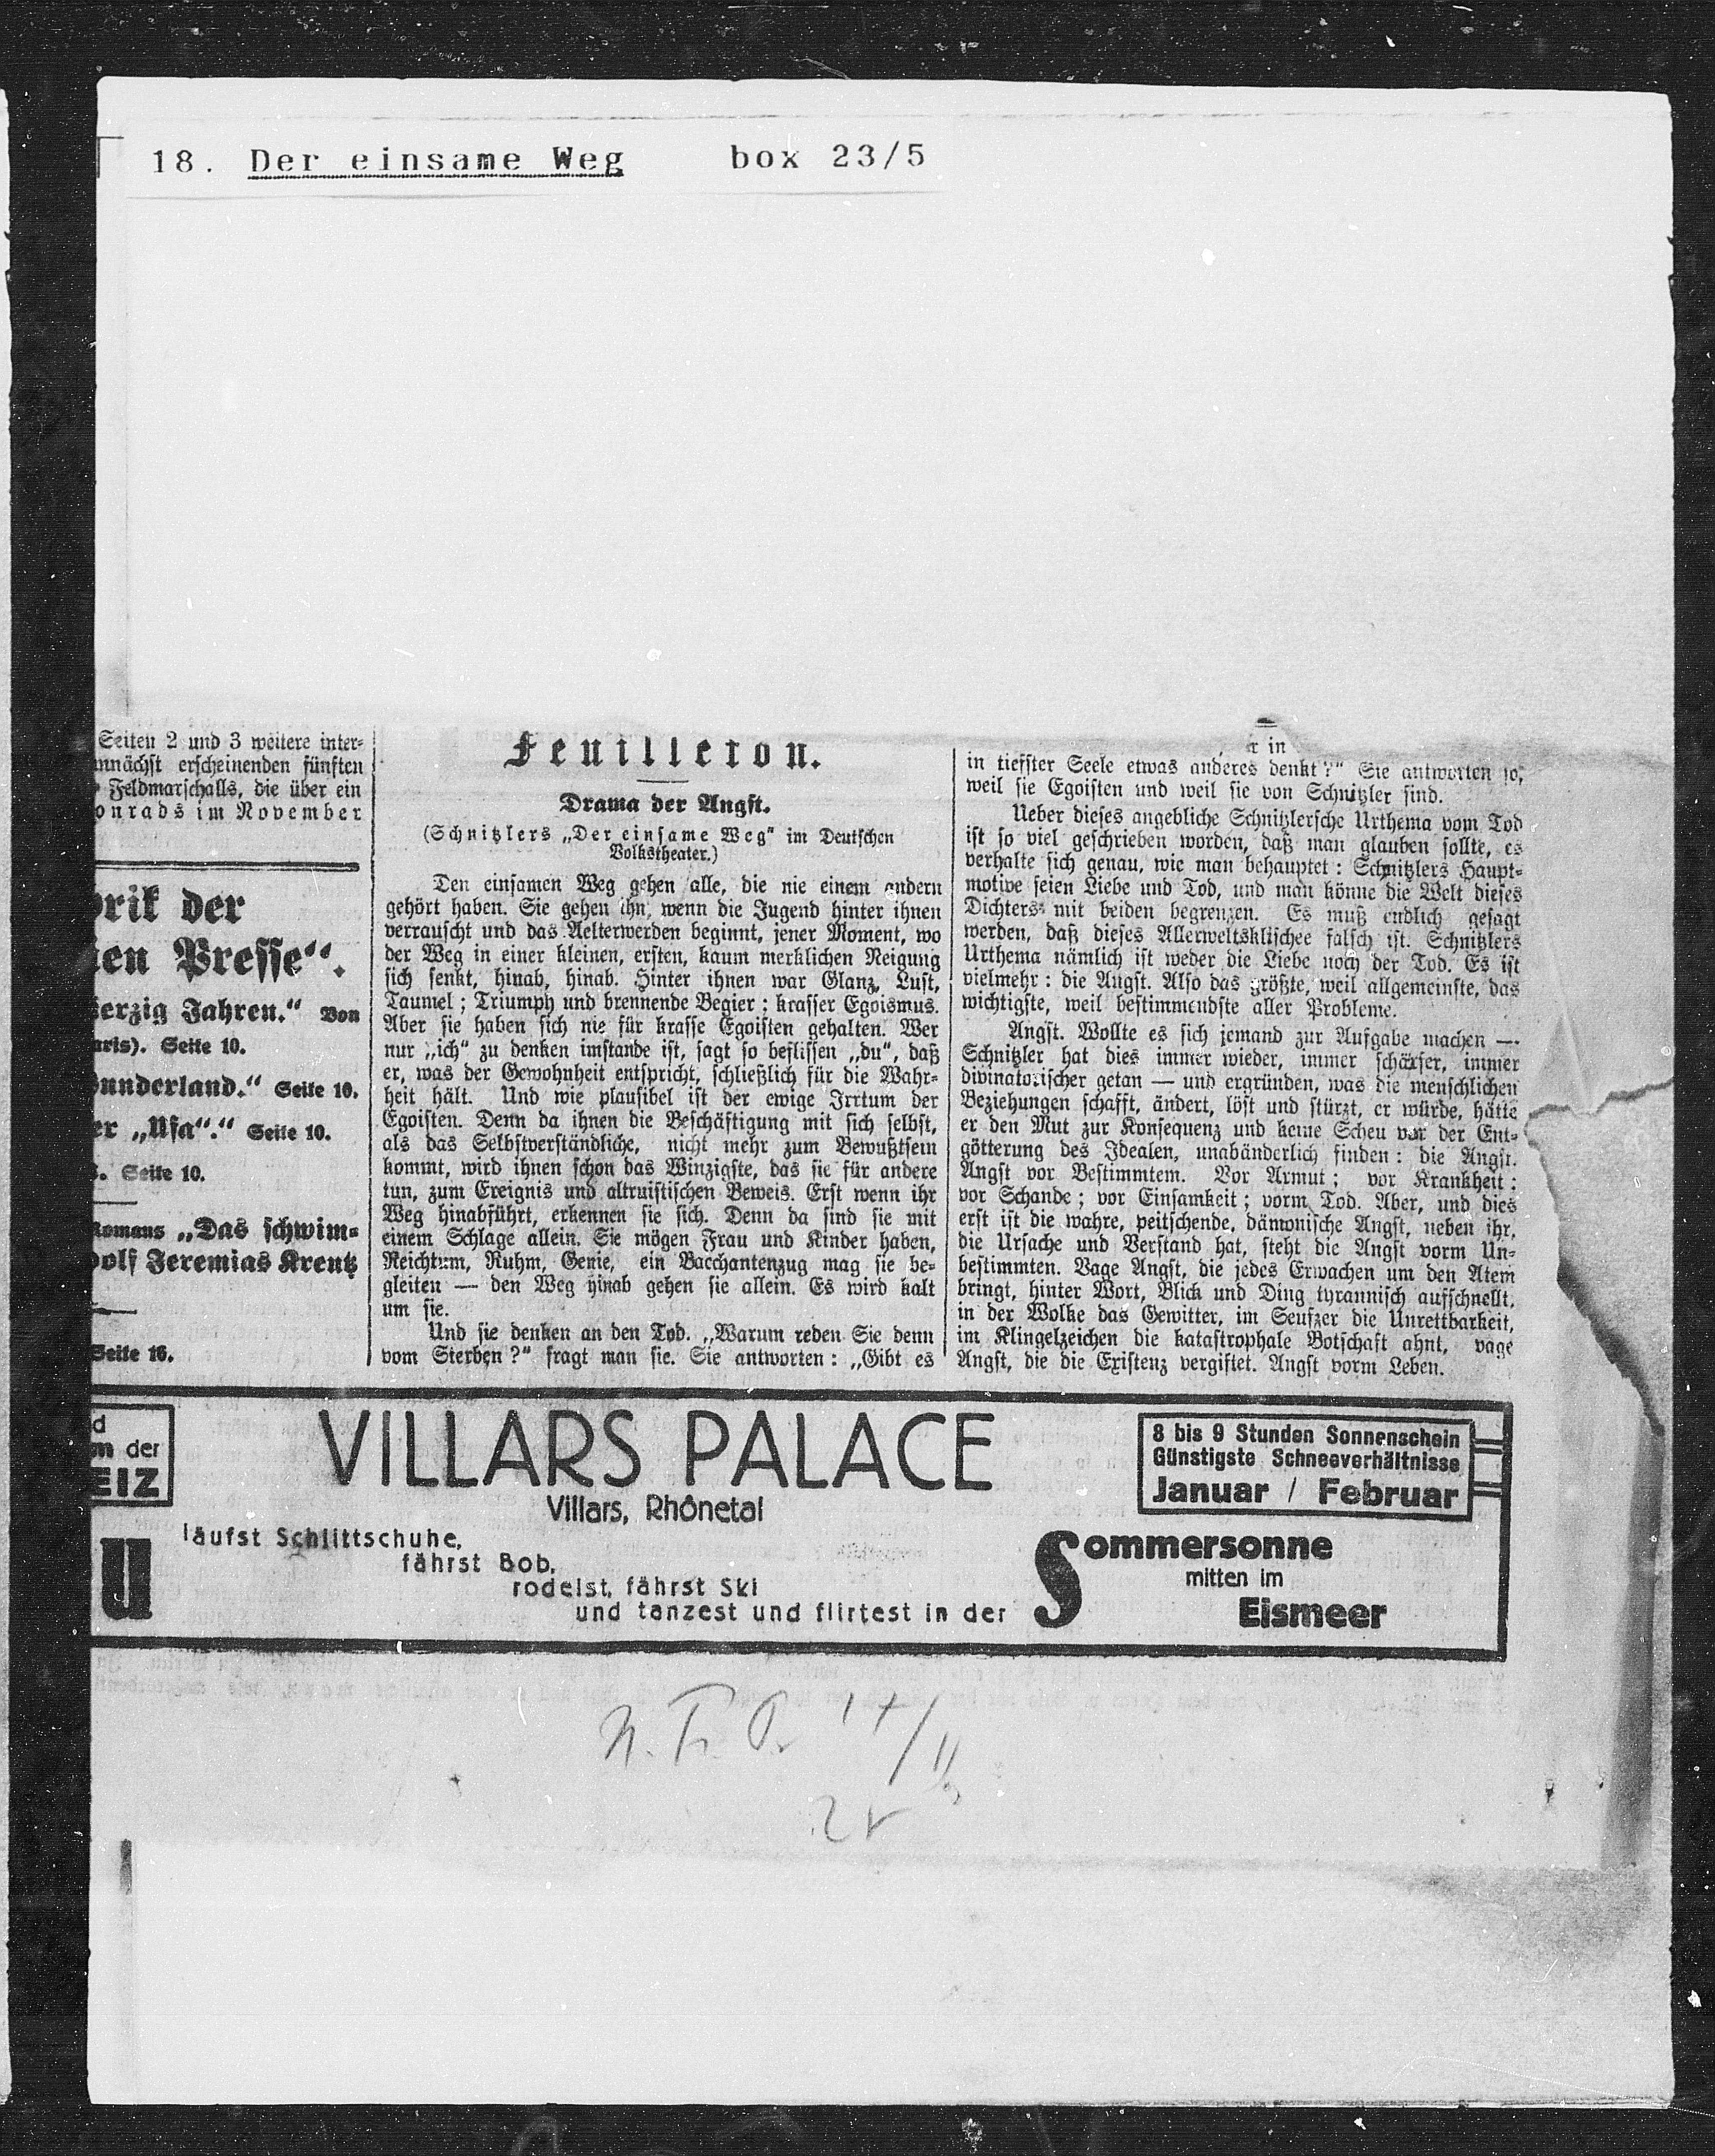 18. Der einsame Weg box 23/5
Seiten 2 und 3 weitere inter-
nnächst erscheinenden fünften
Feldmarschalls, die über ein
onrads im November
rik der
en Presse“.
erzig Jahren.“ Von
aris). Seite 10.
underland.“ Seite 10.
er „Ufa“.“ Seite 10.
. Seite 10.
Romans „Das schwim-
olf Jeremias Kreutz
Seite 16.
Feuilleton.
Drama der Angst.
(Schnitzlers „Der einsame Weg“ im Deutschen
Volkstheater.)
Den einsamen Weg gehen alle, die nie einem andern
gehört haben. Sie gehen ihn, wenn die Jugend hinter ihnen
verrauscht und das Aelterwerden beginnt, jener Moment, wo
der Weg in einer kleinen, ersten, kaum merklichen Neigung
sich senkt, hinab, hinab. Hinter ihnen war Glanz, Lust,
Taumel; Triumph und brennende Begier; krasser Egoismus.
Aber sie haben sich nie für krasse Egoisten gehalten. Wer
nur „ich“ zu denken imstande ist, sagt so beflissen „du“, daß
er, was der Gewohnheit entspricht, schließlich für die Wahr-
heit hält. Und wie plausibel ist der ewige Irrtum der
Egoisten. Denn da ihnen die Beschäftigung mit sich selbst,
als das Selbstverständliche, nicht mehr zum Bewußtsein
kommt, wird ihnen schon das Winzigste, das sie für andere
tun, zum Ereignis und altruistischen Beweis. Erst wenn ihr
Weg hinabführt, erkennen sie sich. Denn da sind sie mit
einem Schlage allein. Sie mögen Frau und Kinder haben,
Reichtum, Ruhm, Genie, ein Bacchantenzug mag sie be-
gleiten — den Weg hinab gehen sie allein. Es wird kalt
um sie.
Und sie denken an den Tod. „Warum reden Sie denn
vom Sterben?“ fragt man sie. Sie antworten: „Gibt es
r in
in tiefster Seele etwas anderes denkt?“ Sie antworten so,
weil sie Egoisten und weil sie von Schnitzler sind.
Ueber dieses angebliche Schnitzlersche Urthema vom Tod
ist so viel geschrieben worden, daß man glauben sollte, es
verhalte sich genau, wie man behauptet: Schnitzlers Haupt-
motive seien Liebe und Tod, und man könne die Welt dieses
Dichters mit beiden begrenzen. Es muß endlich gesagt
werden, daß dieses Allerweltsklischee falsch ist. Schnitzlers
Urthema nämlich ist weder die Liebe noch der Tod. Es ist
vielmehr: die Angst. Also das größte, weil allgemeinste, das
wichtigste, weil bestimmendste aller Probleme.
Angst. Wollte es sich jemand zur Aufgabe machen —
Schnitzler hat dies immer wieder, immer schärfer, immer
divinatorischer getan — und ergründen, was die menschlichen
Beziehungen schafft, ändert, löst und stürzt, er würde, hätte
er den Mut zur Konsequenz und keine Scheu vor der Ent-
götterung des Idealen, unabänderlich finden: die Angst.
Angst vor Bestimmtem. Vor Armut; vor Krankheit;
vor Schande; vor Einsamkeit; vorm Tod. Aber, und dies
erst ist die wahre, peitschende, dämonische Angst, neben ihr,
die Ursache und Verstand hat, steht die Angst vorm Un-
bestimmten. Vage Angst, die jedes Erwachen um den Atem
bringt, hinter Wort, Blick und Ding tyrannisch aufschnellt,
in der Wolke das Gewitter, im Seufzer die Unrettbarkeit,
im Klingelzeichen die katastrophale Botschaft ahnt, vage
Angst, die die Existenz vergiftet. Angst vorm Leben.
d
m der
EIZ
VILLARS PALACE
Villars, Rhônetal
8 bis 9 Stunden Sonnenschein
Günstigste Schneeverhältnisse
Januar / Februar
u
läufst Schlittschuhe,
fährst Bob,
rodelst, fährst Ski
und tanzest und flirtest in der
Sommersonne
mitten im
Eismeer
N. Fr. Pr.